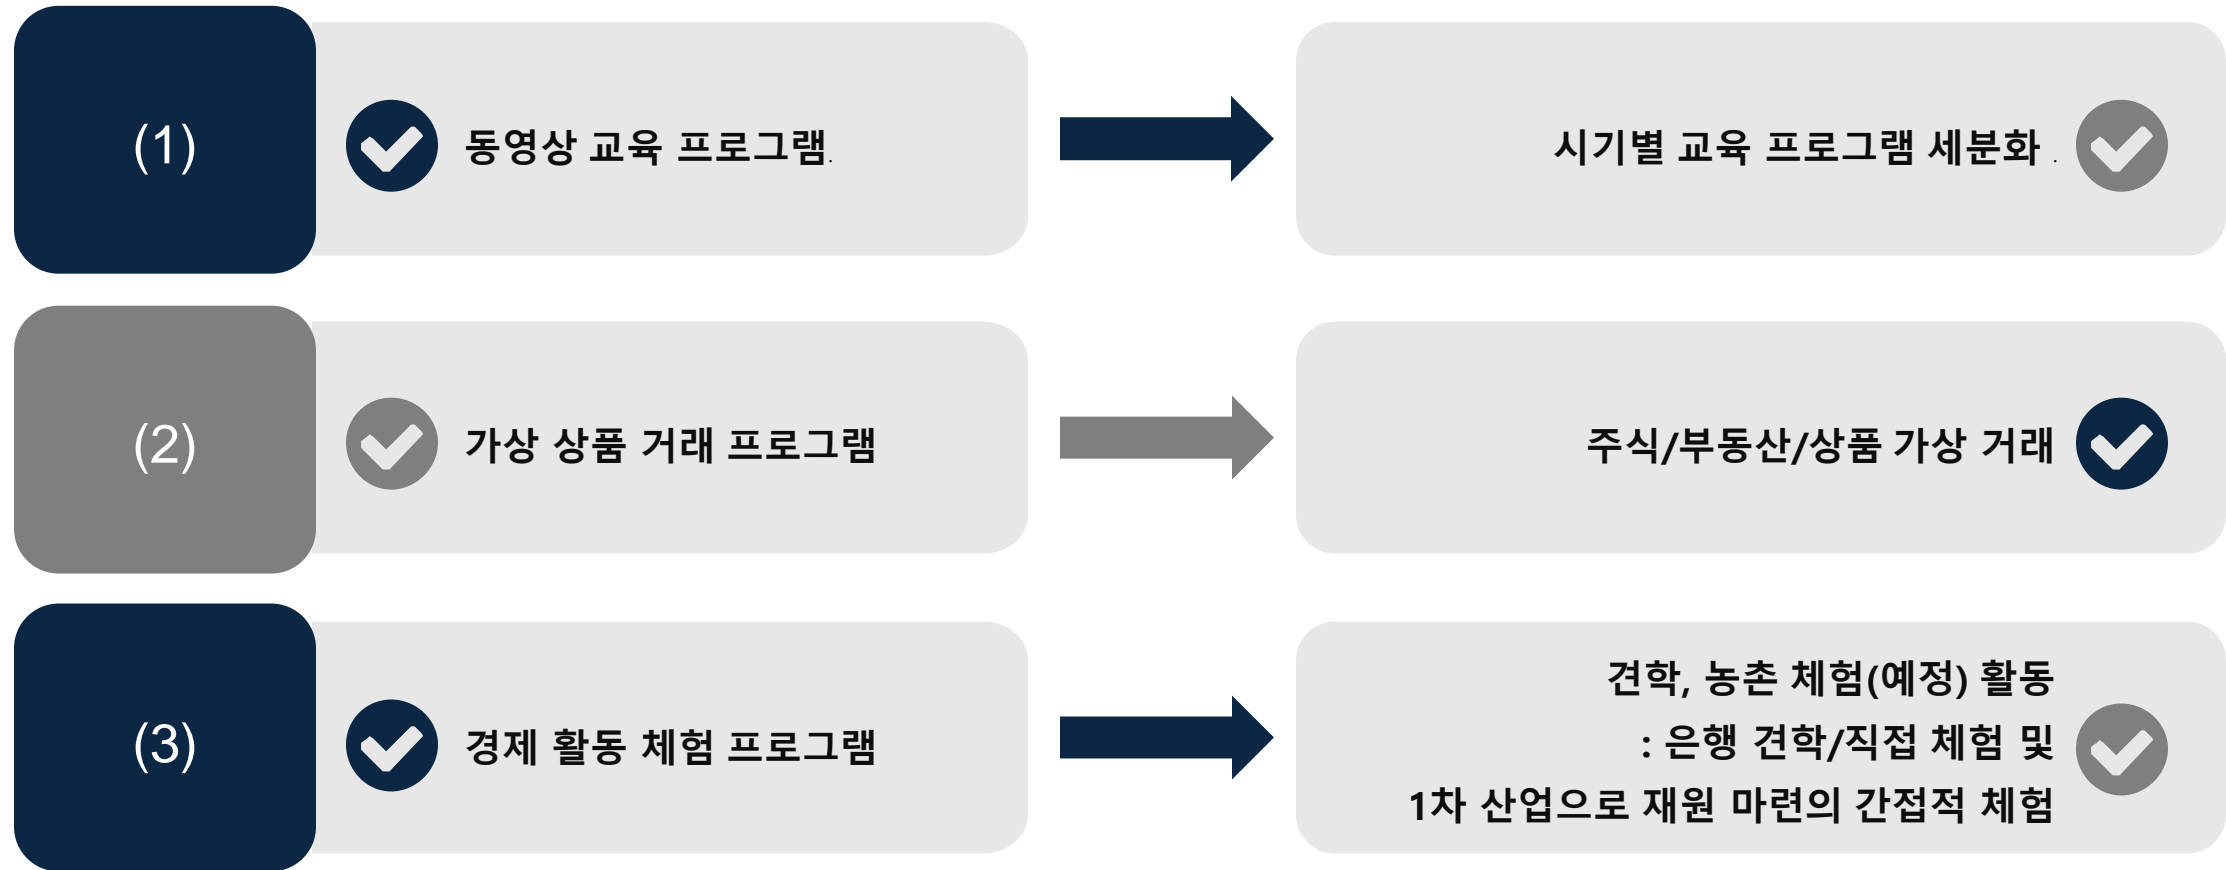 (1)
동영상 교육 프로그램.
시기별 교육 프로그램 세분화 .
(2)
가상 상품 거래 프로그램
주식/부동산/상품 가상 거래
(3)
경제 활동 체험 프로그램
견학, 농촌 체험(예정) 활동
: 은행 견학/직접 체험 및
1차 산업으로 재원 마련의 간접적 체험